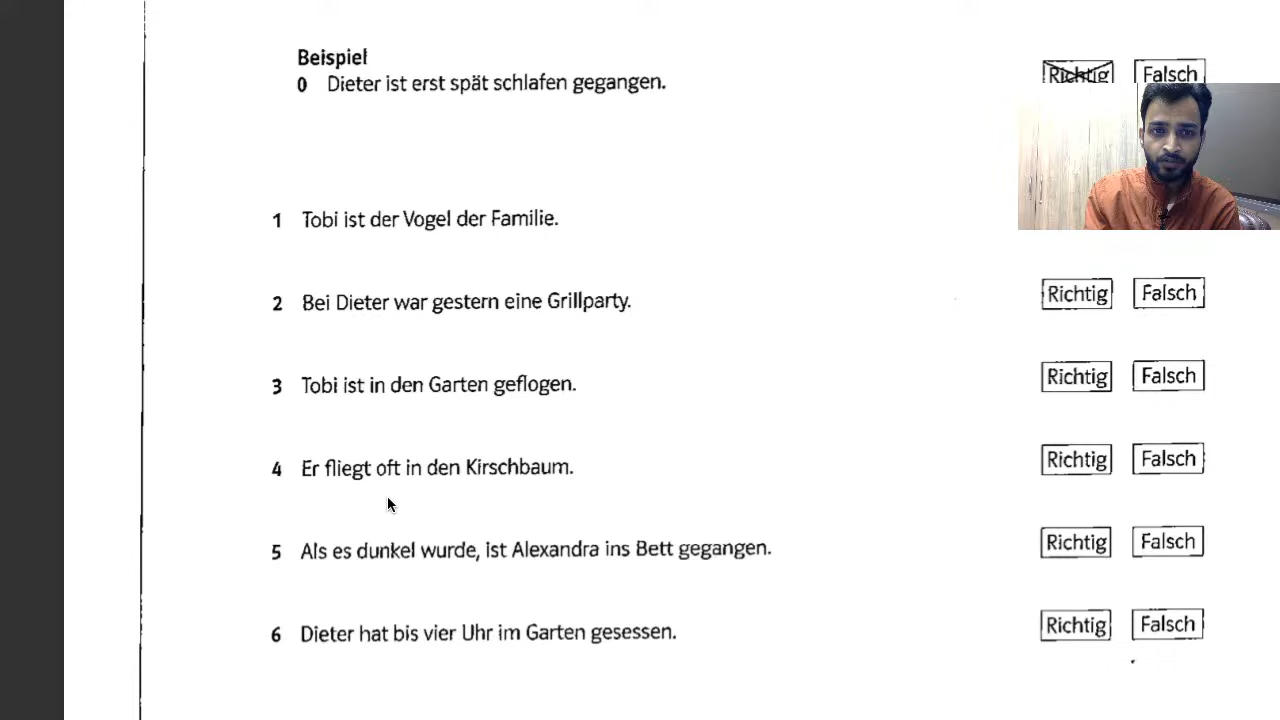 Beispiel
0 Dieter ist erst spät schlafen gegangen. Richtig Falsch
1 Tobi ist der Vogel der Familie.
2 Bei Dieter war gestern eine Grillparty. Richtig Falsch
3 Tobi ist in den Garten geflogen. Richtig Falsch
4 Er fliegt oft in den Kirschbaum. Richtig Falsch
5 Als es dunkel wurde, ist Alexandra ins Bett gegangen. Richtig Falsch
6 Dieter hat bis vier Uhr im Garten gesessen. Richtig Falsch